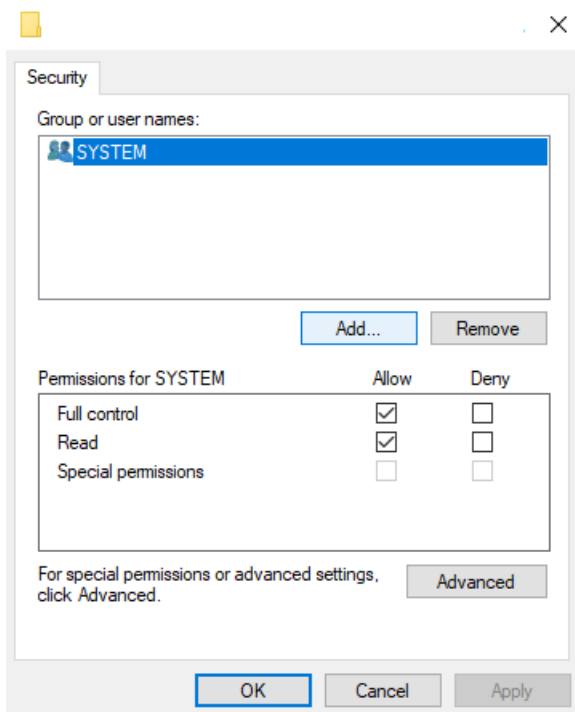 Security
Group or user names:
SYSTEM
Add...
Remove
Permissions for SYSTEM
Allow
Deny
Full control
Read
Special permissions
For special permissions or advanced settings,
click Advanced.
Advanced
OK
Cancel
Apply